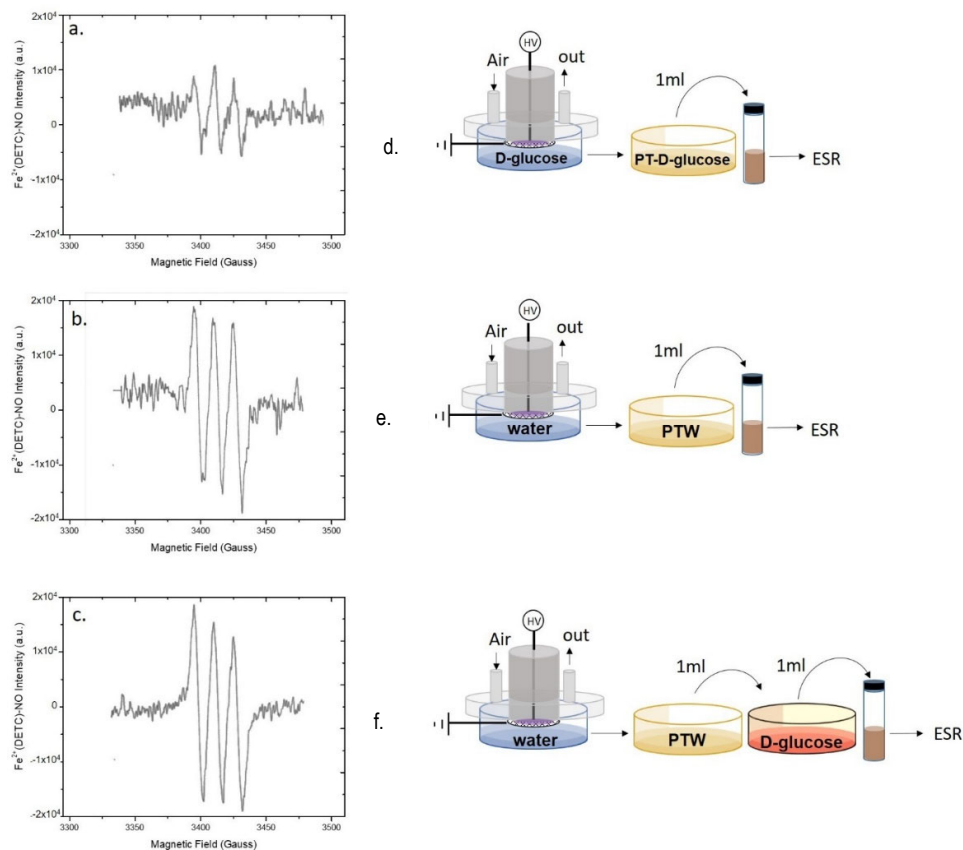 a.
2x10⁴
1x10⁴
0
-1x10⁴
-2x10⁴
3300 3350 3400 3450 3500
Magnetic Field (Gauss)
Fe²⁺(DETC)-NO Intensity (a.u.)
d.
HV
Air
out
D-glucose
1ml
PT-D-glucose
ESR
b.
2x10⁴
1x10⁴
0
-1x10⁴
-2x10⁴
3300 3350 3400 3450 3500
Magnetic Field (Gauss)
Fe²⁺(DETC)-NO Intensity (a.u.)
e.
HV
Air
out
water
1ml
PTW
ESR
c.
2x10⁴
1x10⁴
0
-1x10⁴
-2x10⁴
3300 3350 3400 3450 3500
Magnetic Field (Gauss)
Fe²⁺(DETC)-NO Intensity (a.u.)
f.
HV
Air
out
water
1ml
PTW
1ml
D-glucose
ESR